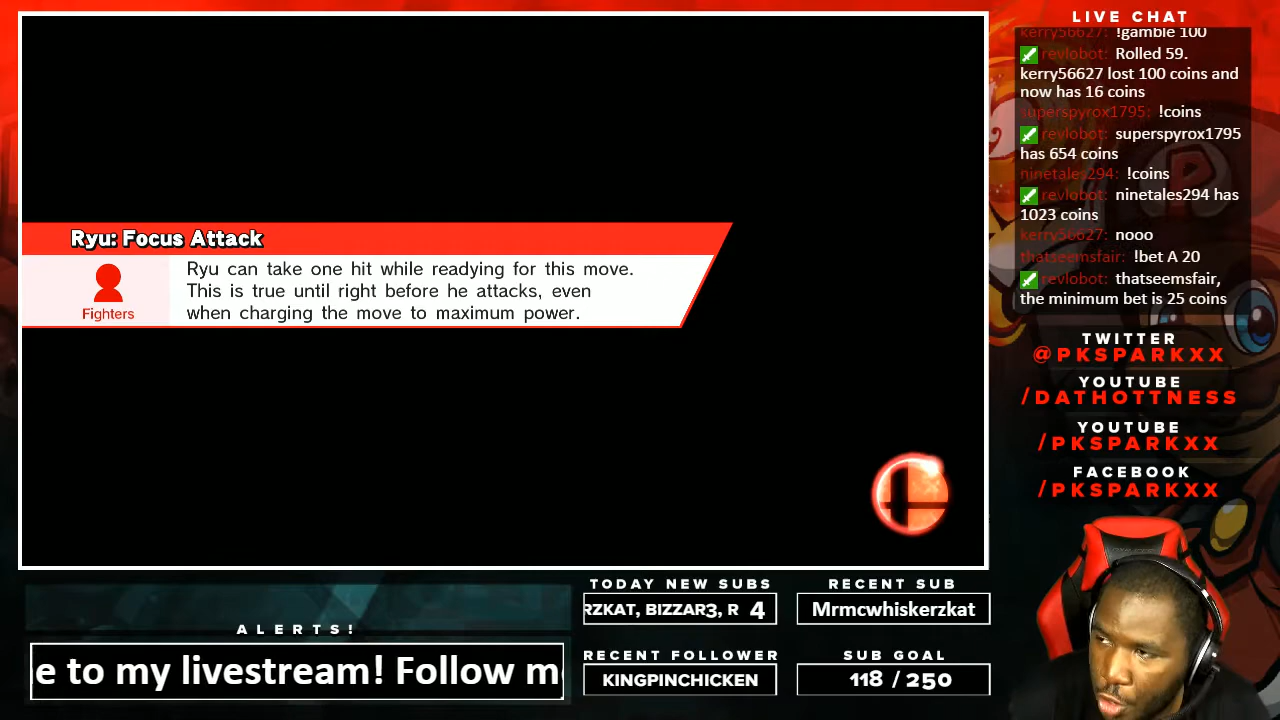 Ryu: Focus Attack
Fighters
Ryu can take one hit while readying for this move.
This is true until right before he attacks, even
when charging the move to maximum power.
LIVE CHAT
kerry56627: !gamble 100
revlobot: Rolled 59.
kerry56627 lost 100 coins and
now has 16 coins
superspyrox1795: !coins
revlobot: superspyrox1795
has 654 coins
ninetales294: !coins
revlobot: ninetales294 has
1023 coins
kerry56627: nooo
thatseemsfair: !bet A 20
revlobot: thatseemsfair,
the minimum bet is 25 coins
TWITTER
@PKSPARKXX
YOUTUBE
/DATHOTTNESS
YOUTUBE
/PKSPARKXX
FACEBOOK
/PKSPARKXX
ALERTS!
e to my livestream! Follow m
TODAY NEW SUBS
RZKAT, BIZZAR3, R 4
RECENT SUB
Mrmcwhiskerzkat
RECENT FOLLOWER
KINGPINCHICKEN
SUB GOAL
118 / 250